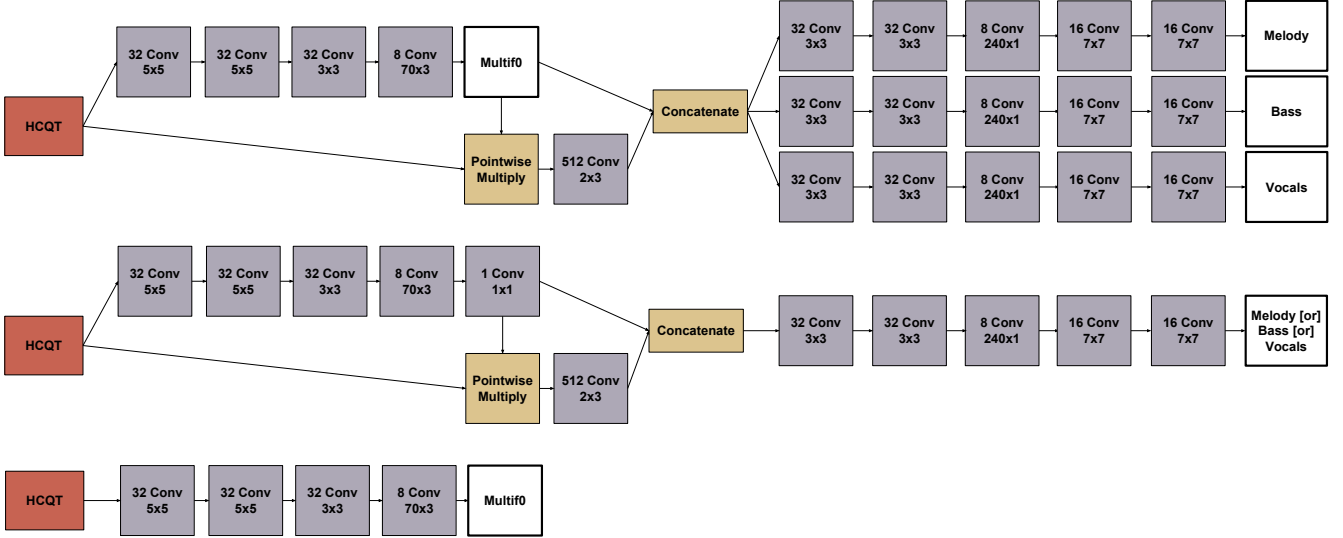 HCQT
32 Conv
5x5
32 Conv
5x5
32 Conv
3x3
8 Conv
70x3
Multif0
Pointwise
Multiply
512 Conv
2x3
Concatenate
32 Conv
3x3
32 Conv
3x3
8 Conv
240x1
16 Conv
7x7
16 Conv
7x7
Melody
32 Conv
3x3
32 Conv
3x3
8 Conv
240x1
16 Conv
7x7
16 Conv
7x7
Bass
32 Conv
3x3
32 Conv
3x3
8 Conv
240x1
16 Conv
7x7
16 Conv
7x7
Vocals
HCQT
32 Conv
5x5
32 Conv
5x5
32 Conv
3x3
8 Conv
70x3
1 Conv
1x1
Pointwise
Multiply
512 Conv
2x3
Concatenate
32 Conv
3x3
32 Conv
3x3
8 Conv
240x1
16 Conv
7x7
16 Conv
7x7
Melody [or]
Bass [or]
Vocals
HCQT
32 Conv
5x5
32 Conv
5x5
32 Conv
3x3
8 Conv
70x3
Multif0